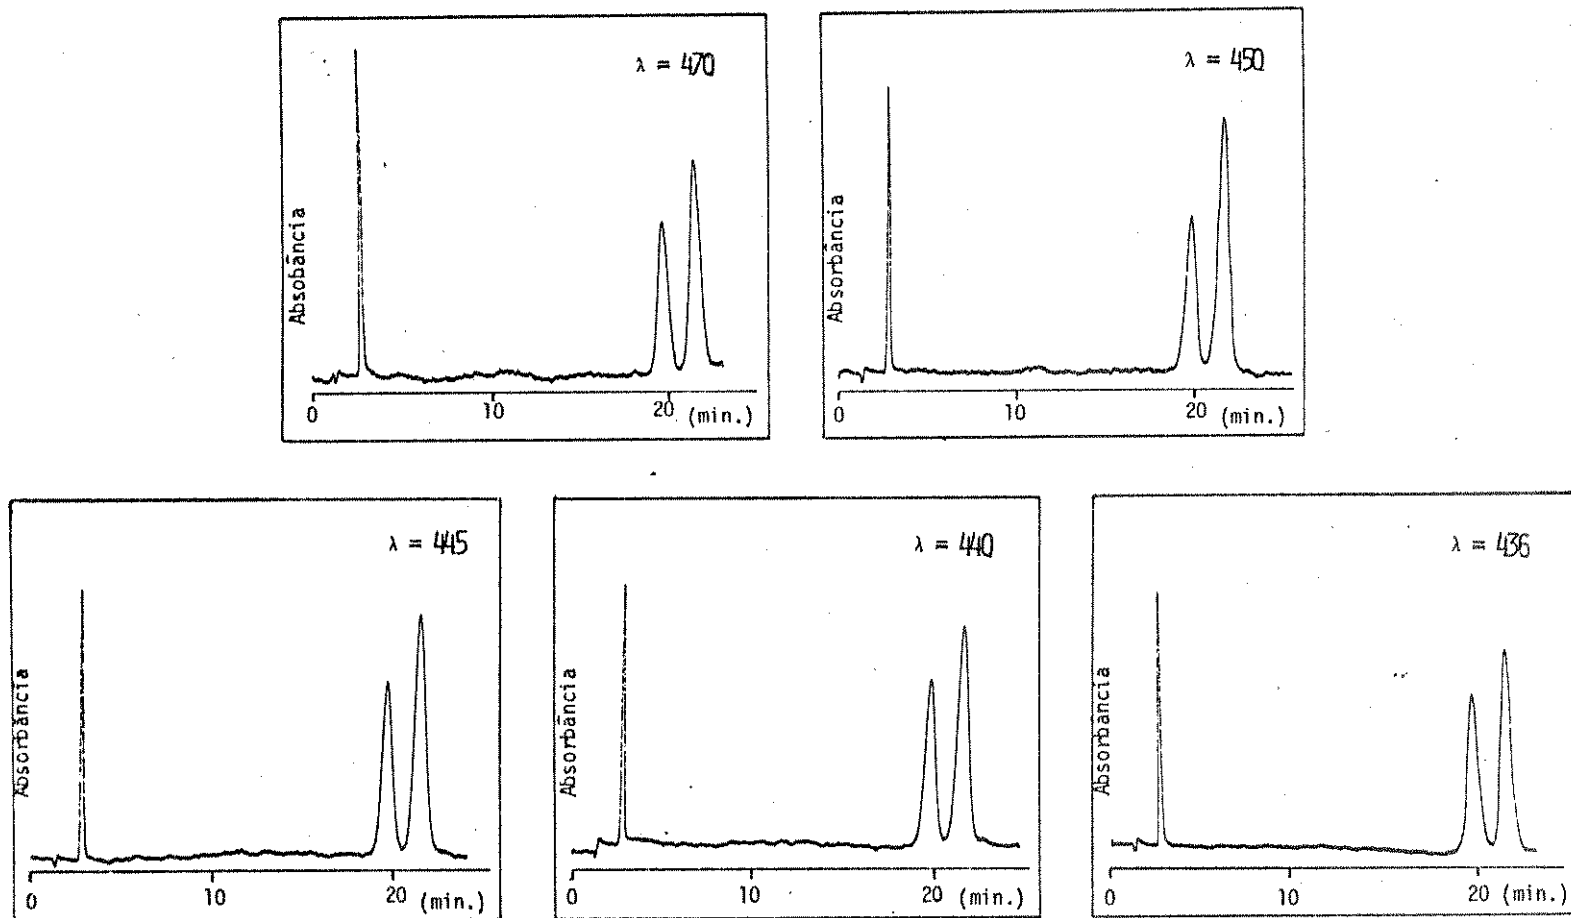 λ = 470
Absobância
0 10 20 (min.)
λ = 450
Absorbância
0 10 20 (min.)
λ = 445
Absorbância
0 10 20 (min.)
λ = 440
Absorbância
0 10 20 (min.)
λ = 436
Absorbância
0 10 20 (min.)